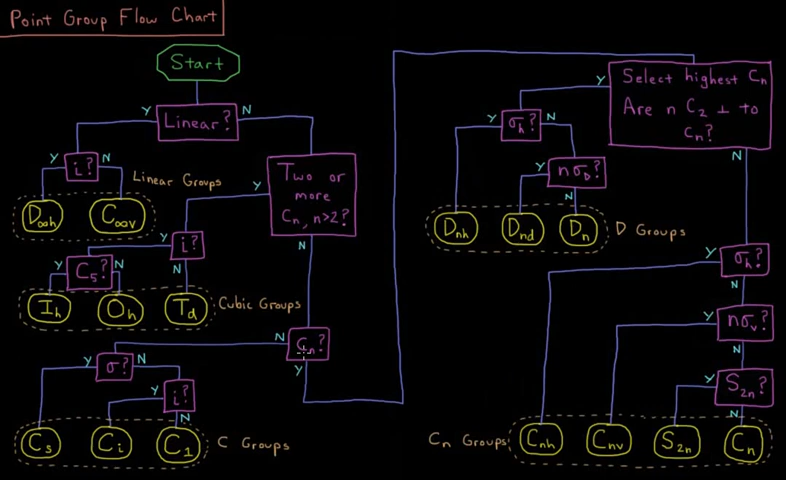 Point Group Flow Chart
Start
Linear?
Y
N
i?
Y
N
Linear Groups
D∞h
C∞v
Two or
more
Cn, n>2?
Y
N
i?
Y
N
C5?
Y
N
Ih
Oh
Td
Cubic Groups
Cn?
N
Y
σ?
Y
N
i?
Y
N
Cs
Ci
C1
C Groups
Select highest Cn
Are n C2 ⊥ to
Cn?
Y
N
σh?
Y
N
nσD?
Y
N
Dnh
Dnd
Dn
D Groups
σh?
Y
N
nσv?
Y
N
S2n?
Y
N
Cn Groups
Cnh
Cnv
S2n
Cn